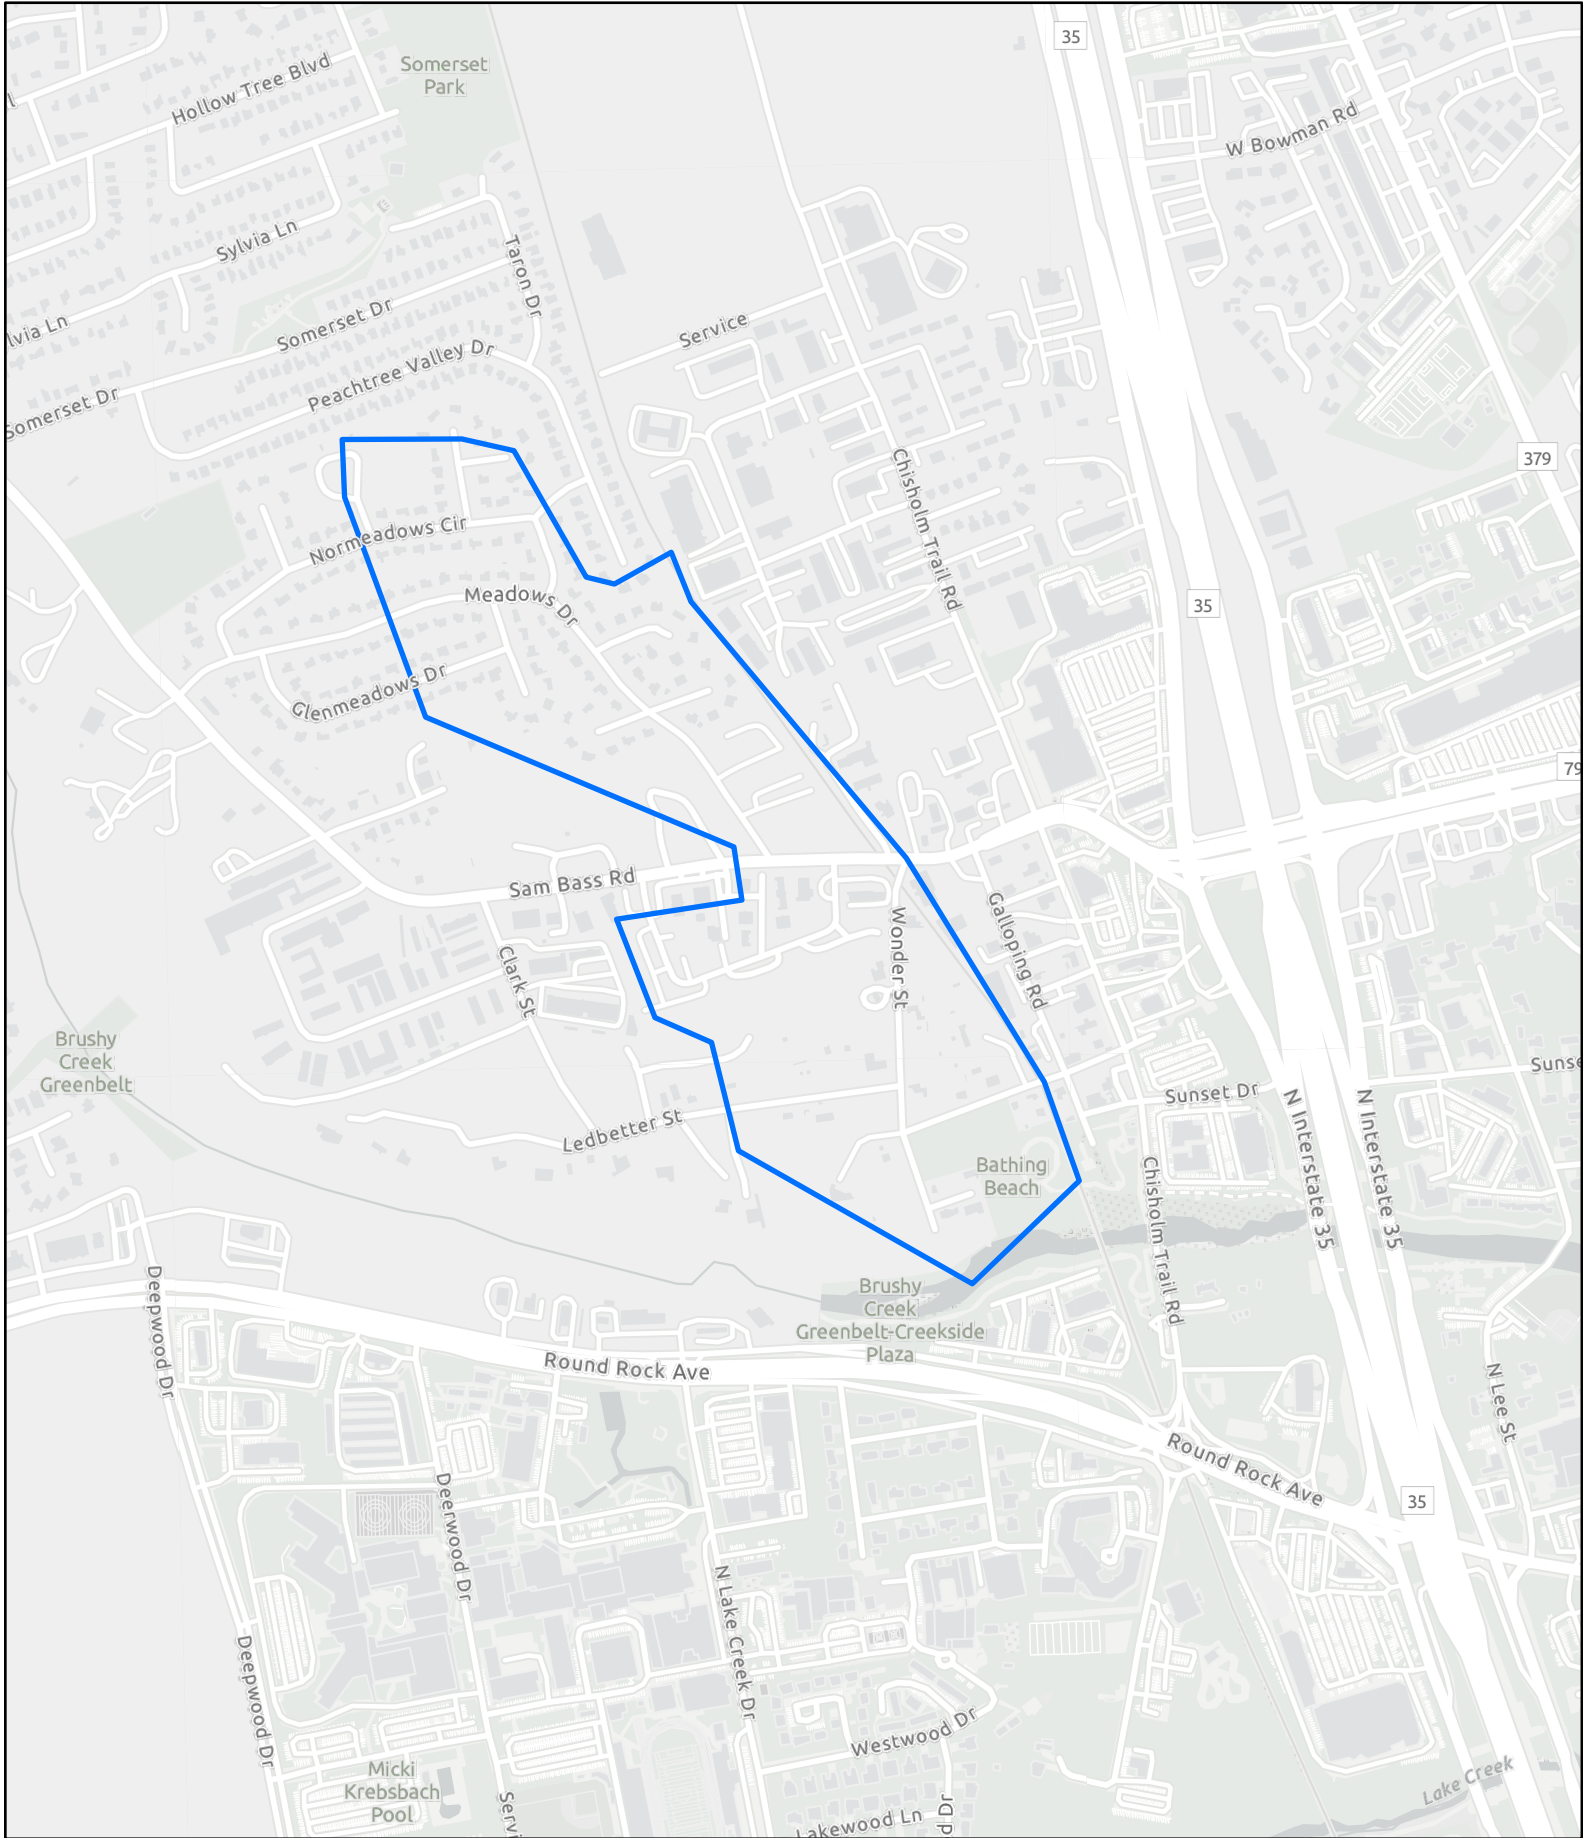 35
Somerset
Park
Hollow Tree Blvd
W Bowman Rd
Sylvia Ln
Taron Dr
lvia Ln
Somerset Dr
Service
Peachtree Valley Dr
Somerset Dr
379
Chisholm Trail Rd
Normeadows Cir
Meadows Dr
35
Glenmeadows Dr
79
Sam Bass Rd
Galloping Rd
Wonder St
Clark St
Brushy
Creek
Greenbelt
Sunse
Sunset Dr
N Interstate 35
N Interstate 35
Ledbetter St
Bathing
Beach
Chisholm Trail Rd
Deepwood Dr
Brushy
Creek
Greenbelt-Creekside
Plaza
Round Rock Ave
N Lee St
Round Rock Ave
35
Deerwood Dr
N Lake Creek Dr
Deepwood Dr
Westwood Dr
Micki
Krebsbach
Pool
Lake Creek
Servi
d Dr
Lakewood Ln